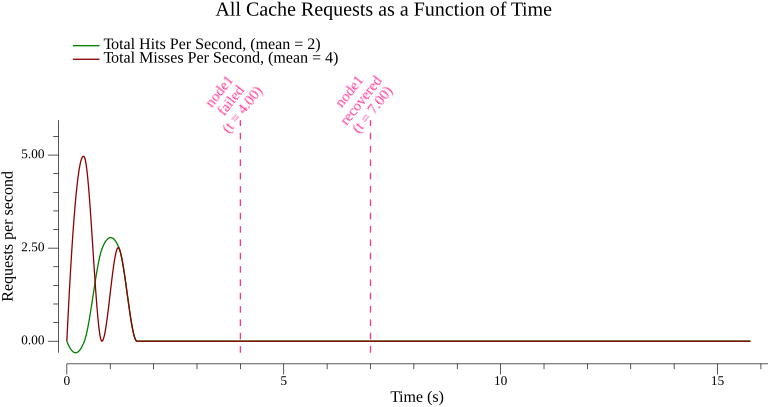 All Cache Requests as a Function of Time
Total Hits Per Second, (mean = 2)
Total Misses Per Second, (mean = 4)
node1
failed
(t = 4.00)
node1
recovered
(t = 7.00)
Requests per second
5.00
2.50
0.00
0
5
10
15
Time (s)